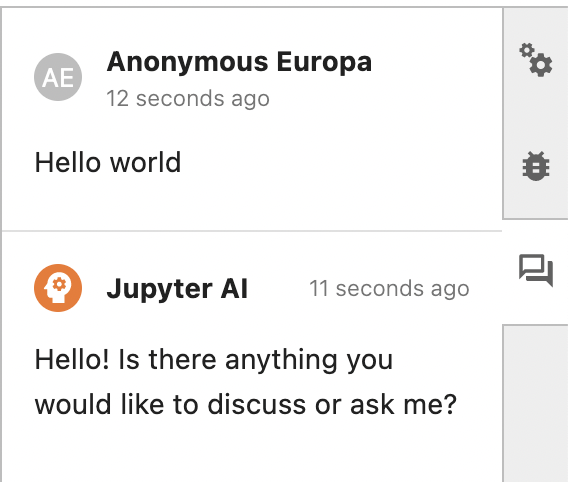 AE
Anonymous Europa
12 seconds ago
Hello world
Jupyter AI
11 seconds ago
Hello! Is there anything you
would like to discuss or ask me?